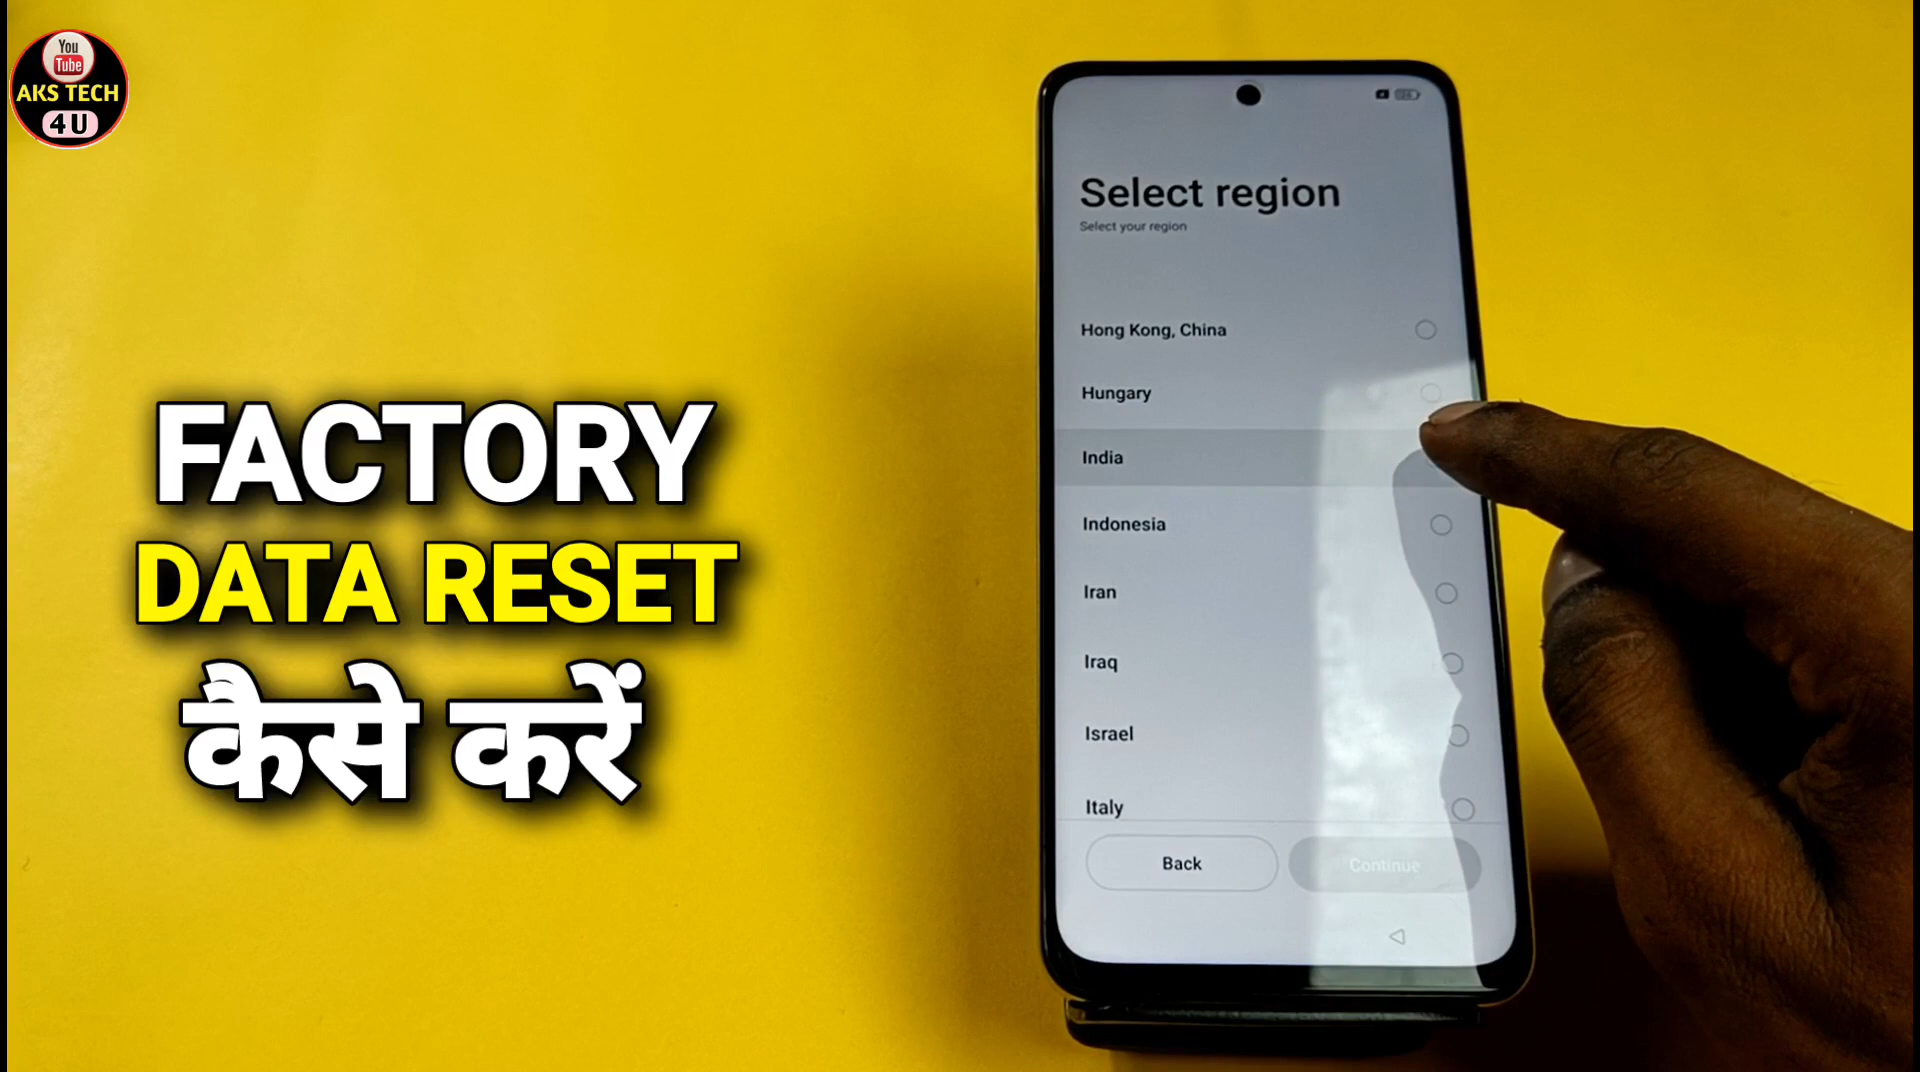 You
Tube
AKS TECH
4 U
FACTORY
DATA RESET
कैसे करें
Select region
Select your region
Hong Kong, China
Hungary
India
Indonesia
Iran
Iraq
Israel
Italy
Back
Continue